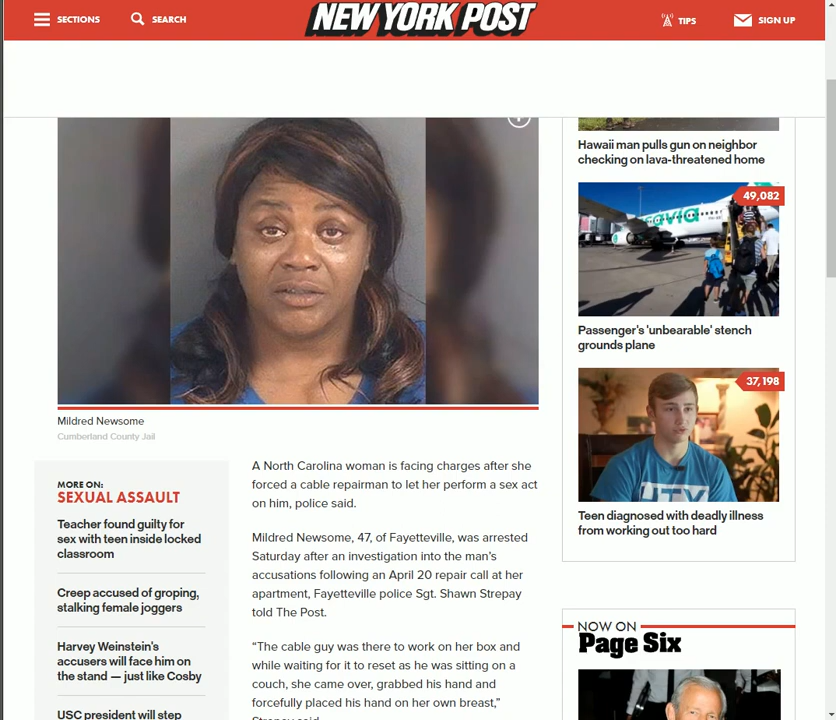 SECTIONS
SEARCH
NEW YORK POST
TIPS
SIGN UP
Mildred Newsome
Cumberland County Jail
MORE ON:
SEXUAL ASSAULT
Teacher found guilty for
sex with teen inside locked
classroom
Creep accused of groping,
stalking female joggers
Harvey Weinstein's
accusers will face him on
the stand — just like Cosby
USC president will step
A North Carolina woman is facing charges after she
forced a cable repairman to let her perform a sex act
on him, police said.
Mildred Newsome, 47, of Fayetteville, was arrested
Saturday after an investigation into the man's
accusations following an April 20 repair call at her
apartment, Fayetteville police Sgt. Shawn Strepay
told The Post.
“The cable guy was there to work on her box and
while waiting for it to reset as he was sitting on a
couch, she came over, grabbed his hand and
forcefully placed his hand on her own breast,”
Strepay said
Hawaii man pulls gun on neighbor
checking on lava-threatened home
49,082
Passenger's 'unbearable' stench
grounds plane
37,198
Teen diagnosed with deadly illness
from working out too hard
NOW ON
Page Six